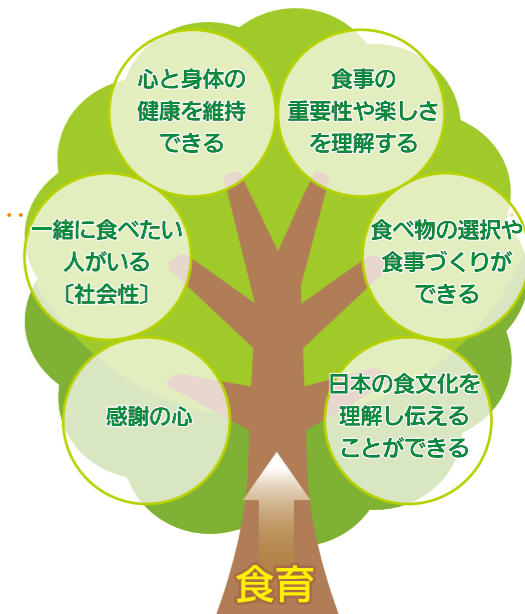 心と身体の
健康を維持
できる
食事の
重要性や楽しさ
を理解する
一緒に食べたい
人がいる
〔社会性〕
食べ物の選択や
食事づくりが
できる
感謝の心
日本の食文化を
理解し伝える
ことができる
食育